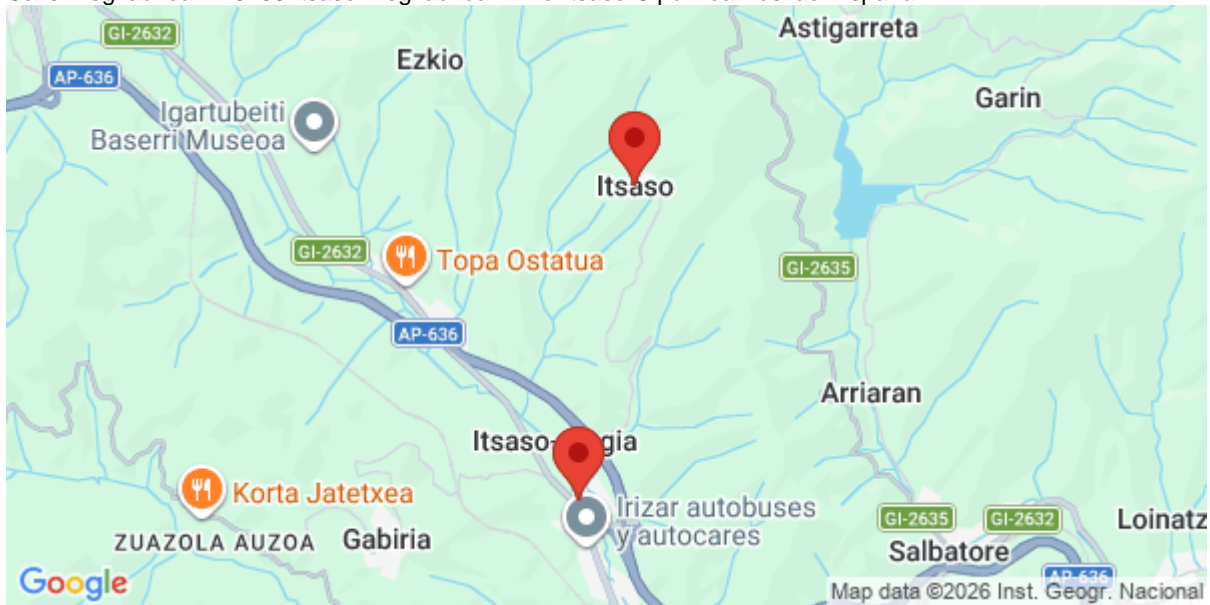 GI-2632
Astigarreta
Ezkio
AP-636
Garin
Igartubeiti
Baserri Museoa
Itsaso
GI-2632
Topa Ostatua
GI-2635
AP-636
Arriaran
Korta Jatetxea
Irizar autobuses
y autocares
GI-2635
GI-2632
Loinatz
ZUAZOLA AUZOA
Gabiria
Salbatore
AP-636
Google
Map data ©2026 Inst. Geogr. Nacional